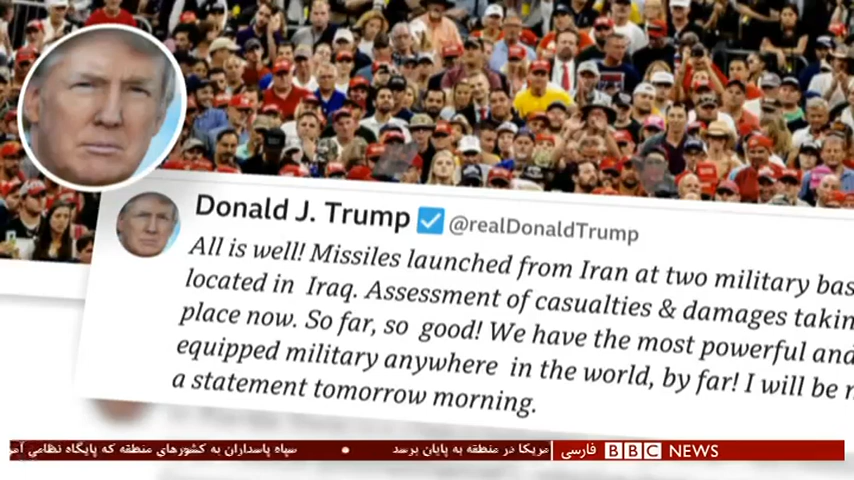 Donald J. Trump @realDonaldTrump
All is well! Missiles launched from Iran at two military bas
located in Iraq. Assessment of casualties & damages takin
place now. So far, so good! We have the most powerful and
equipped military anywhere in the world, by far! I will be
a statement tomorrow morning.
سپاه پاسداران به کشورهای منطقه که پایگاه نظامی • مریکا در منطقه به پایان برسد فارسی BBC NEWS